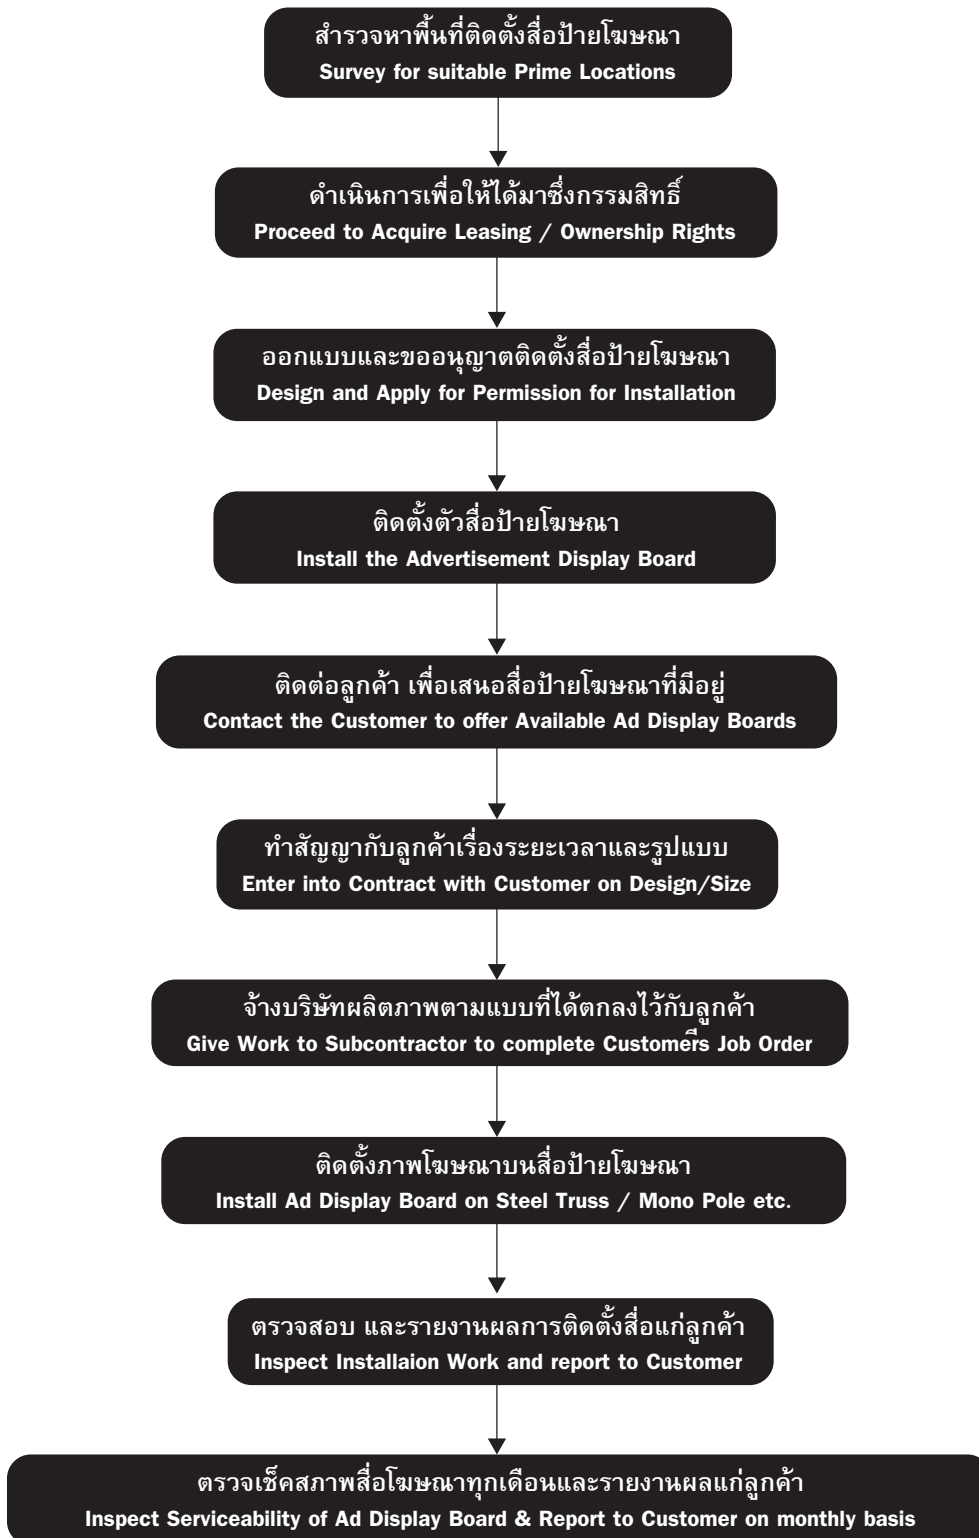 สำรวจหาพื้นที่ติดตั้งสื่อป้ายโฆษณา
Survey for suitable Prime Locations
ดำเนินการเพื่อให้ได้มาซึ่งกรรมสิทธิ์
Proceed to Acquire Leasing / Ownership Rights
ออกแบบและขออนุญาตติดตั้งสื่อป้ายโฆษณา
Design and Apply for Permission for Installation
ติดตั้งตัวสื่อป้ายโฆษณา
Install the Advertisement Display Board
ติดต่อลูกค้า เพื่อเสนอสื่อป้ายโฆษณาที่มีอยู่
Contact the Customer to offer Available Ad Display Boards
ทำสัญญากับลูกค้าเรื่องระยะเวลาและรูปแบบ
Enter into Contract with Customer on Design/Size
จ้างบริษัทผลิตภาพตามแบบที่ได้ตกลงไว้กับลูกค้า
Give Work to Subcontractor to complete Customerís Job Order
ติดตั้งภาพโฆษณาบนสื่อป้ายโฆษณา
Install Ad Display Board on Steel Truss / Mono Pole etc.
ตรวจสอบ และรายงานผลการติดตั้งสื่อแก่ลูกค้า
Inspect Installaion Work and report to Customer
ตรวจเช็คสภาพสื่อโฆษณาทุกเดือนและรายงานผลแก่ลูกค้า
Inspect Serviceability of Ad Display Board & Report to Customer on monthly basis